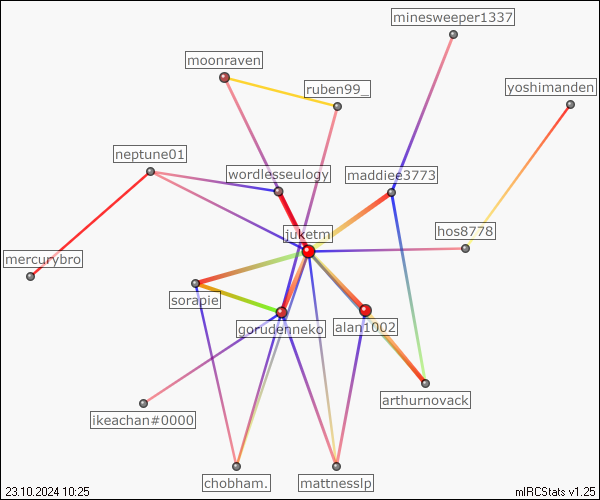 minesweeper1337
moonraven
ruben99_
yoshimanden
neptune01
wordlesseulogy
maddiee3773
juketm
hos8778
mercurybro
sorapie
gorudenneko
alan1002
arthurnovack
ikeachan#0000
chobham.
mattnesslp
23.10.2024 10:25
mIRCStats v1.25